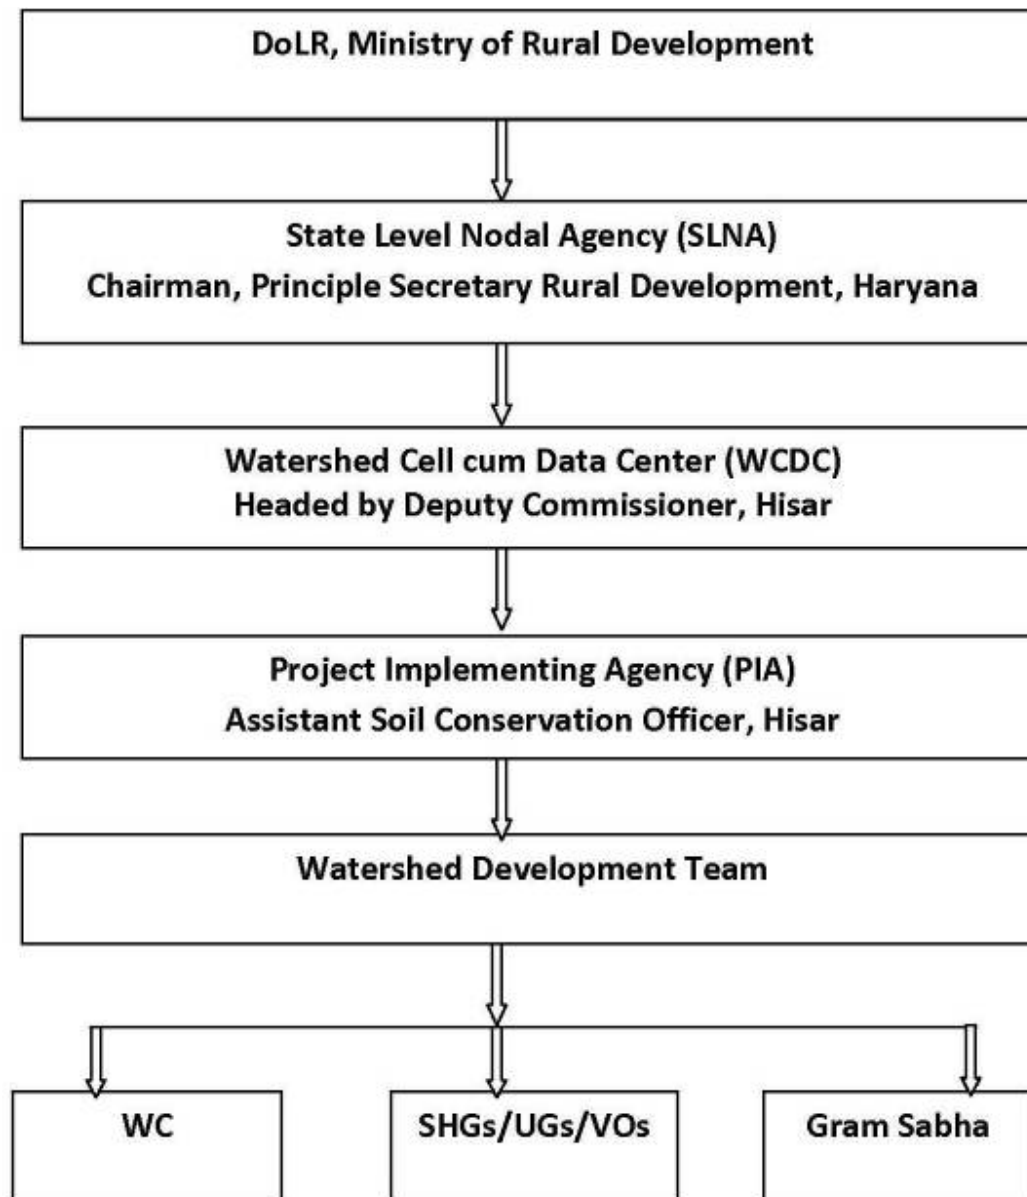 DoLR, Ministry of Rural Development
State Level Nodal Agency (SLNA)
Chairman, Principle Secretary Rural Development, Haryana
Watershed Cell cum Data Center (WCDC)
Headed by Deputy Commissioner, Hisar
Project Implementing Agency (PIA)
Assistant Soil Conservation Officer, Hisar
Watershed Development Team
WC
SHGs/UGs/VOs
Gram Sabha